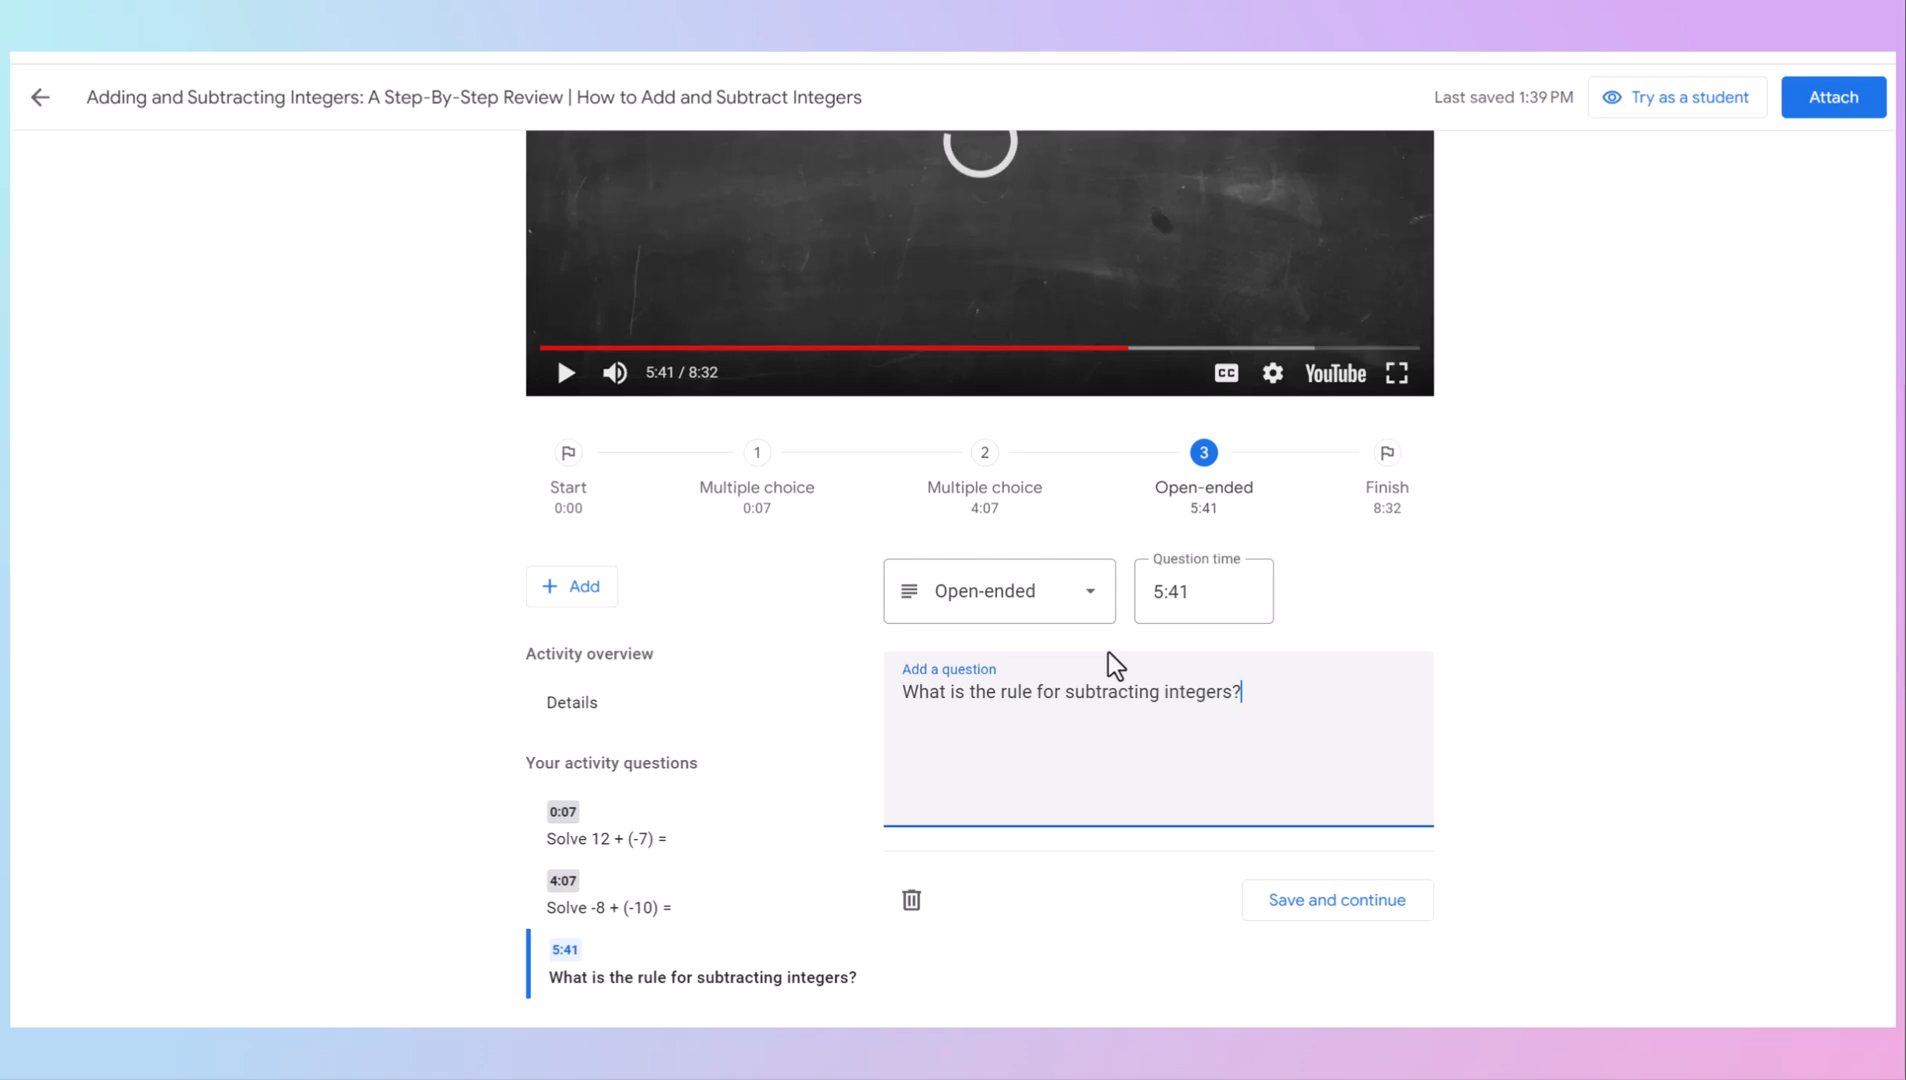 Adding and Subtracting Integers: A Step-By-Step Review | How to Add and Subtract Integers
Last saved 1:39 PM
Try as a student
Attach
5:41 / 8:32
CC
YouTube
1
2
3
Start
Multiple choice
Multiple choice
Open-ended
Finish
0:00
0:07
4:07
5:41
8:32
+ Add
Open-ended
Question time
5:41
Activity overview
Details
Add a question
What is the rule for subtracting integers?
Your activity questions
0:07
Solve 12 + (-7) =
4:07
Solve -8 + (-10) =
5:41
What is the rule for subtracting integers?
Save and continue